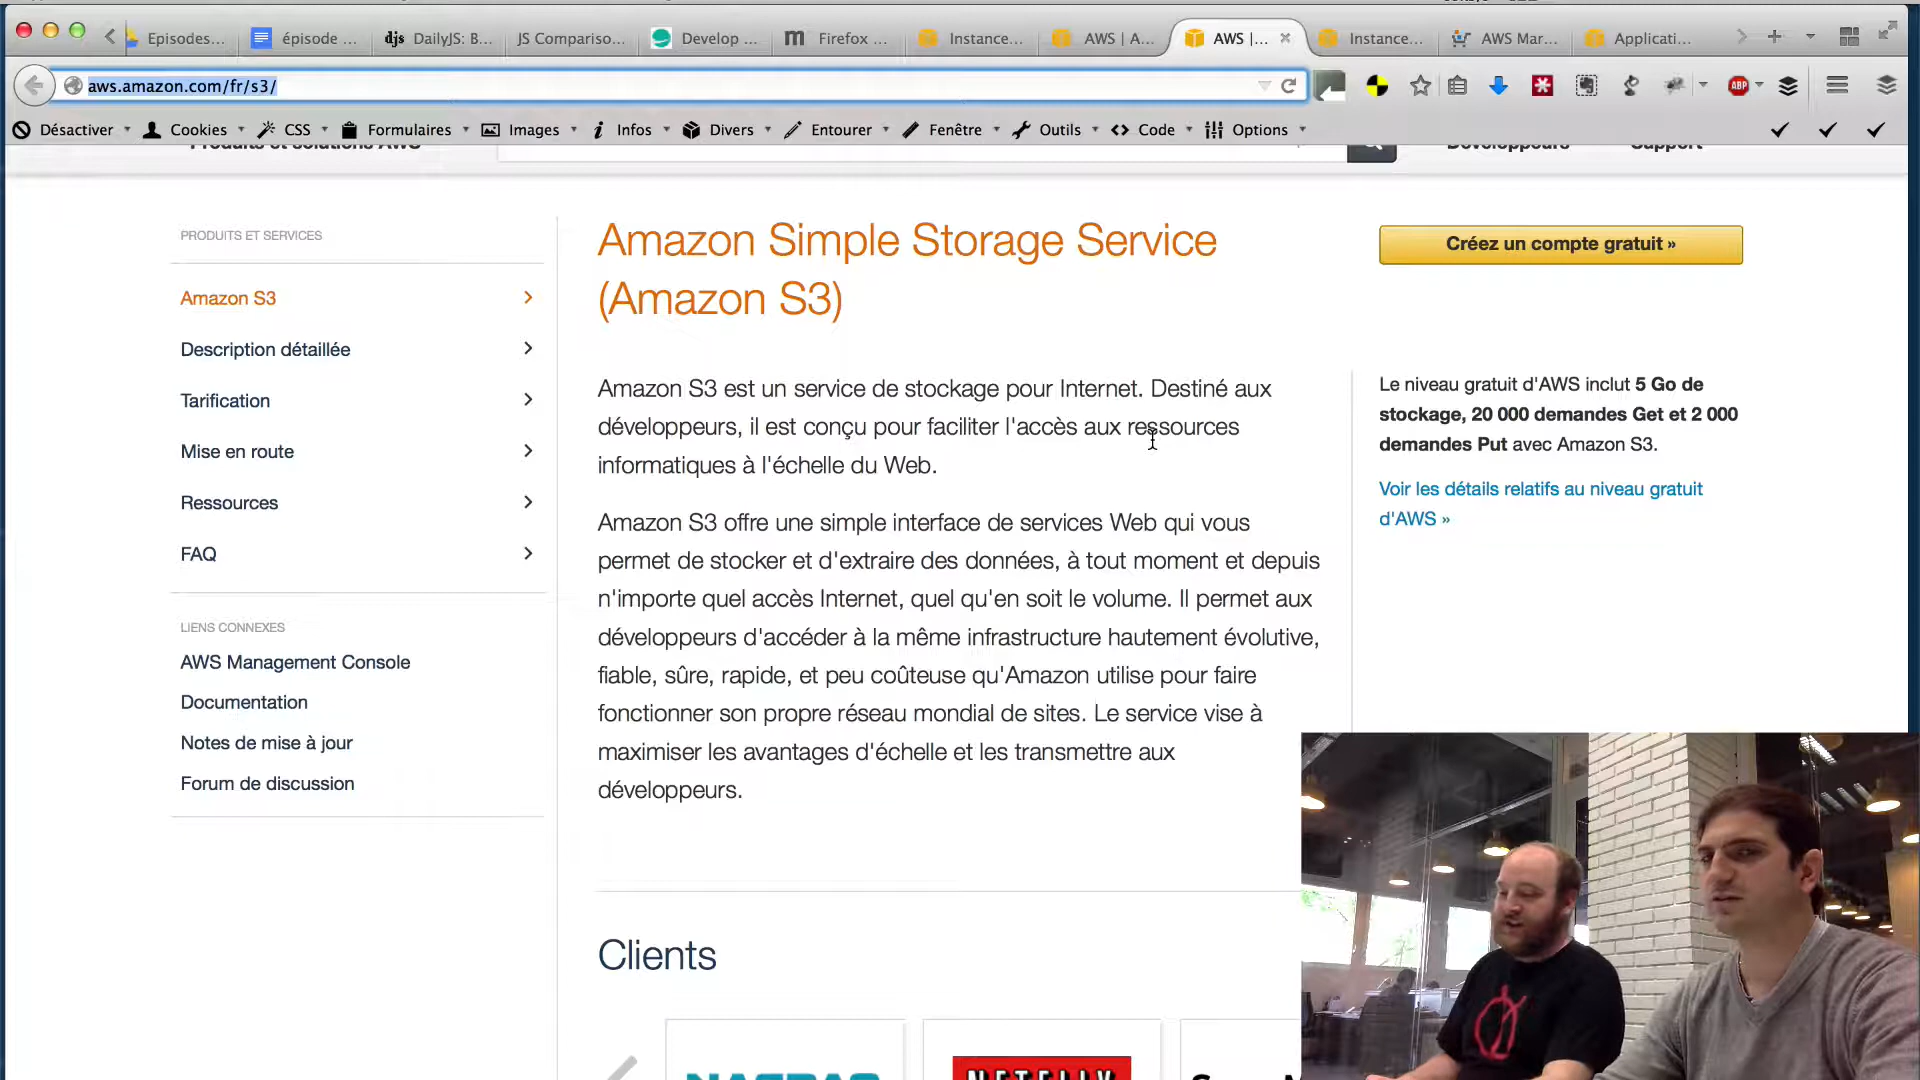 Episodes...
épisode ...
djs DailyJS: B...
JS Compariso...
Develop ...
m Firefox ...
Instance...
AWS | A...
AWS |...
Instance...
AWS Mar...
Applicati...
aws.amazon.com/fr/s3/
ABP
Désactiver
Cookies
CSS
Formulaires
Images
Infos
Divers
Entourer
Fenêtre
Outils
Code
Options
Produits et solutions AWS
Développeurs
Support
PRODUITS ET SERVICES
Amazon S3
Description détaillée
Tarification
Mise en route
Ressources
FAQ
LIENS CONNEXES
AWS Management Console
Documentation
Notes de mise à jour
Forum de discussion
Amazon Simple Storage Service
(Amazon S3)
Amazon S3 est un service de stockage pour Internet. Destiné aux
développeurs, il est conçu pour faciliter l'accès aux ressources
informatiques à l'échelle du Web.
Amazon S3 offre une simple interface de services Web qui vous
permet de stocker et d'extraire des données, à tout moment et depuis
n'importe quel accès Internet, quel qu'en soit le volume. Il permet aux
développeurs d'accéder à la même infrastructure hautement évolutive,
fiable, sûre, rapide, et peu coûteuse qu'Amazon utilise pour faire
fonctionner son propre réseau mondial de sites. Le service vise à
maximiser les avantages d'échelle et les transmettre aux
développeurs.
Clients
NASDAQ
NETFLIX
Créez un compte gratuit »
Le niveau gratuit d'AWS inclut 5 Go de
stockage, 20 000 demandes Get et 2 000
demandes Put avec Amazon S3.
Voir les détails relatifs au niveau gratuit
d'AWS »